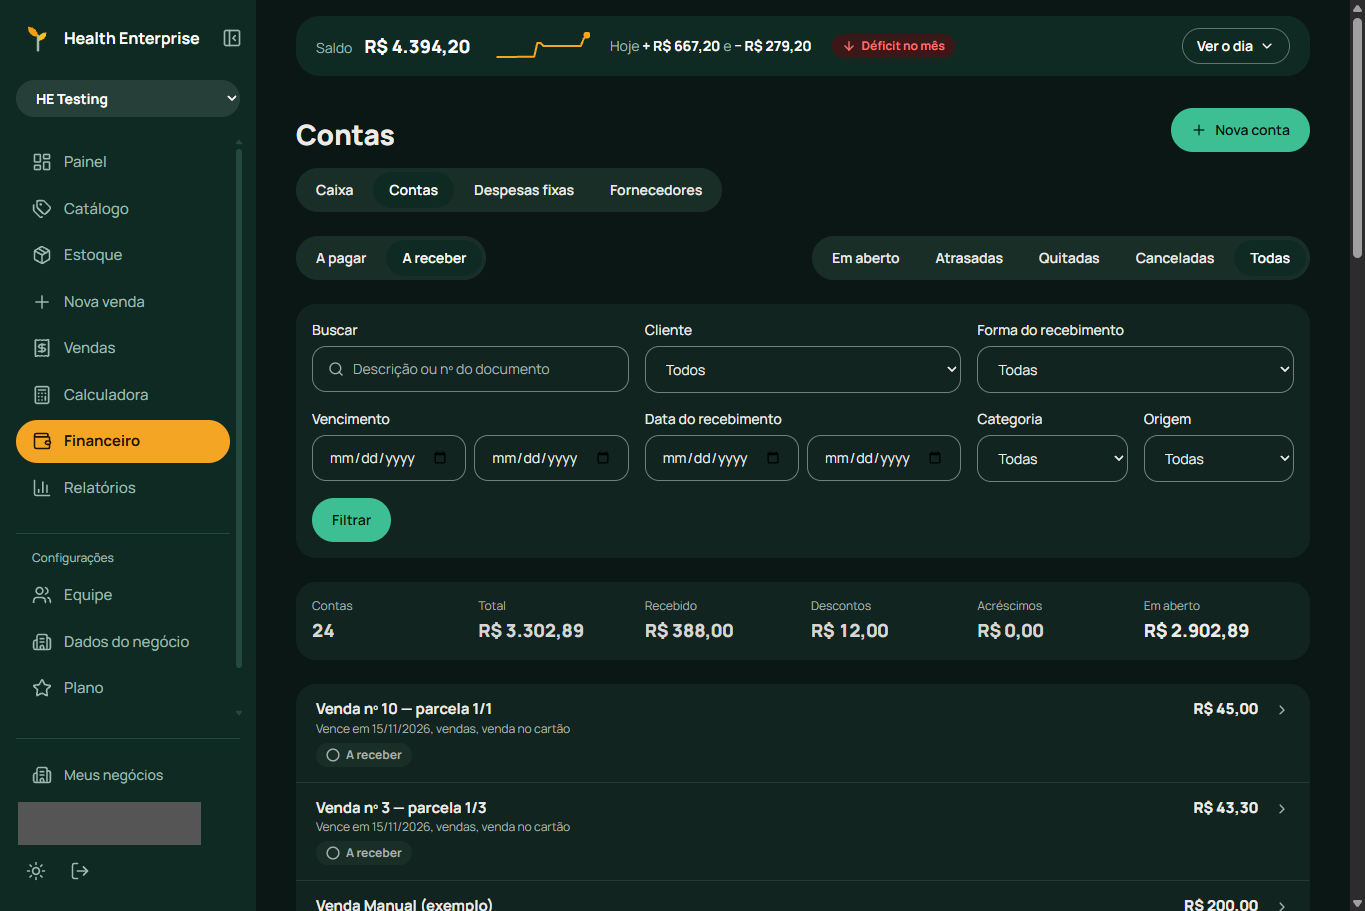 Health Enterprise
HE Testing
Painel
Catálogo
Estoque
Nova venda
Vendas
Calculadora
Financeiro
Relatórios
Configurações
Equipe
Dados do negócio
Plano
Meus negócios
Saldo R$ 4.394,20 Hoje + R$ 667,20 e − R$ 279,20 Déficit no mês Ver o dia
Contas
Nova conta
Caixa Contas Despesas fixas Fornecedores
A pagar A receber Em aberto Atrasadas Quitadas Canceladas Todas
Buscar Cliente Forma do recebimento
Descrição ou nº do documento Todos Todas
Vencimento Data do recebimento Categoria Origem
mm/dd/yyyy mm/dd/yyyy mm/dd/yyyy mm/dd/yyyy Todas Todas
Filtrar
Contas Total Recebido Descontos Acréscimos Em aberto
24 R$ 3.302,89 R$ 388,00 R$ 12,00 R$ 0,00 R$ 2.902,89
Venda nº 10 — parcela 1/1 R$ 45,00
Vence em 15/11/2026, vendas, venda no cartão
A receber
Venda nº 3 — parcela 1/3 R$ 43,30
Vence em 15/11/2026, vendas, venda no cartão
A receber
Venda Manual (exemplo) R$ 200,00